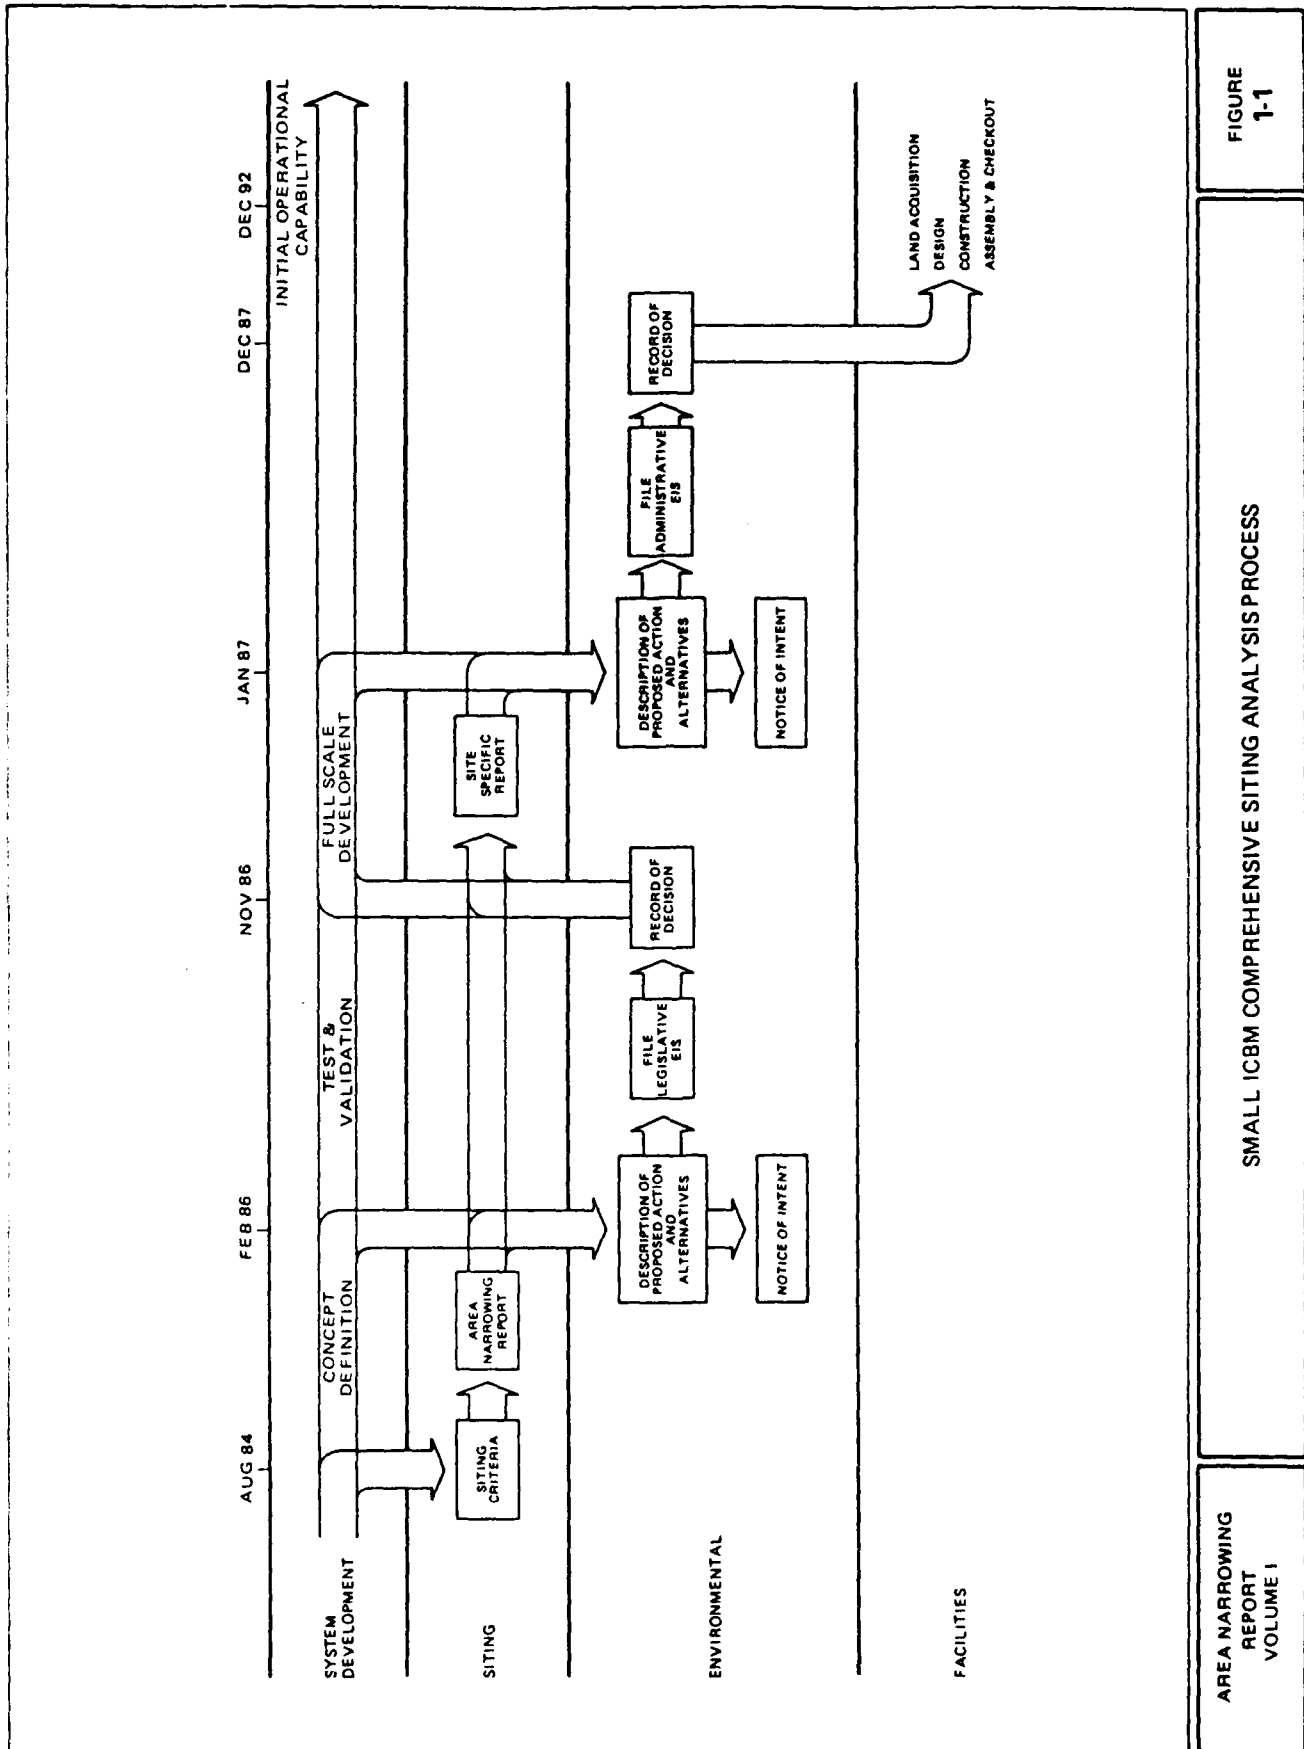 AUG 84
FEB 86
NOV 86
JAN 87
DEC 87
DEC 92
SYSTEM
DEVELOPMENT
CONCEPT
DEFINITION
TEST &
VALIDATION
FULL SCALE
DEVELOPMENT
INITIAL OPERATIONAL
CAPABILITY
SITING
SITING
CRITERIA
AREA
NARROWING
REPORT
SITE
SPECIFIC
REPORT
ENVIRONMENTAL
DESCRIPTION OF
PROPOSED ACTION
AND
ALTERNATIVES
NOTICE OF INTENT
FILE
LEGISLATIVE
EIS
RECORD OF
DECISION
DESCRIPTION OF
PROPOSED ACTION
AND
ALTERNATIVES
NOTICE OF INTENT
FILE
ADMINISTRATIVE
EIS
RECORD OF
DECISION
FACILITIES
LAND ACQUISITION
DESIGN
CONSTRUCTION
ASSEMBLY & CHECKOUT
AREA NARROWING
REPORT
VOLUME I
SMALL ICBM COMPREHENSIVE SITING ANALYSIS PROCESS
FIGURE
1-1